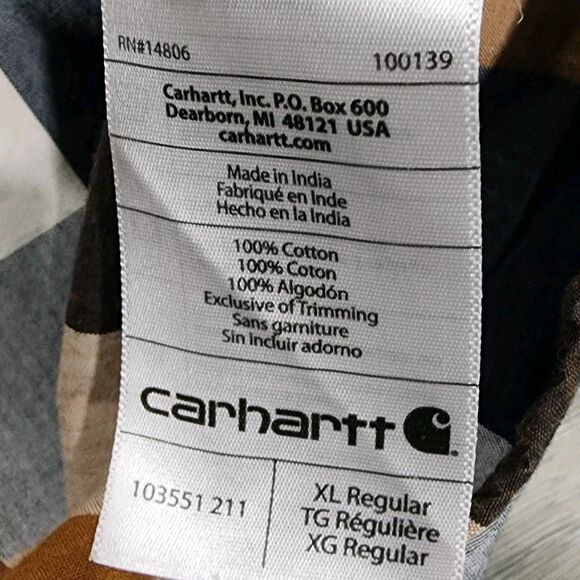 RN#14806 100139
Carhartt, Inc. P.O. Box 600
Dearborn, MI 48121 USA
carhartt.com
Made in India
Fabriqué en Inde
Hecho en la India
100% Cotton
100% Coton
100% Algodón
Exclusive of Trimming
Sans garniture
Sin incluir adorno
carhartt
103551 211
XL Regular
TG Régulière
XG Regular